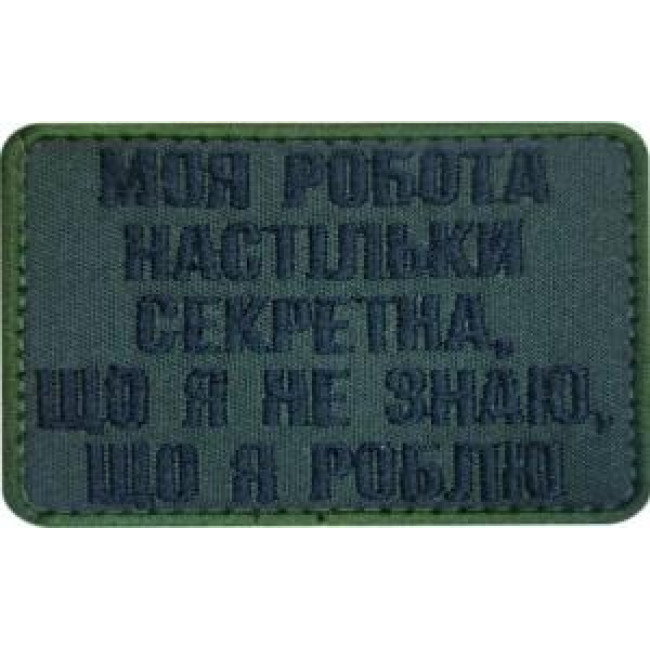 МОЯ РОБОТА
НАСТІЛЬКИ
СЕКРЕТНА,
ЩО Я НЕ ЗНАЮ,
ЩО Я РОБЛЮ